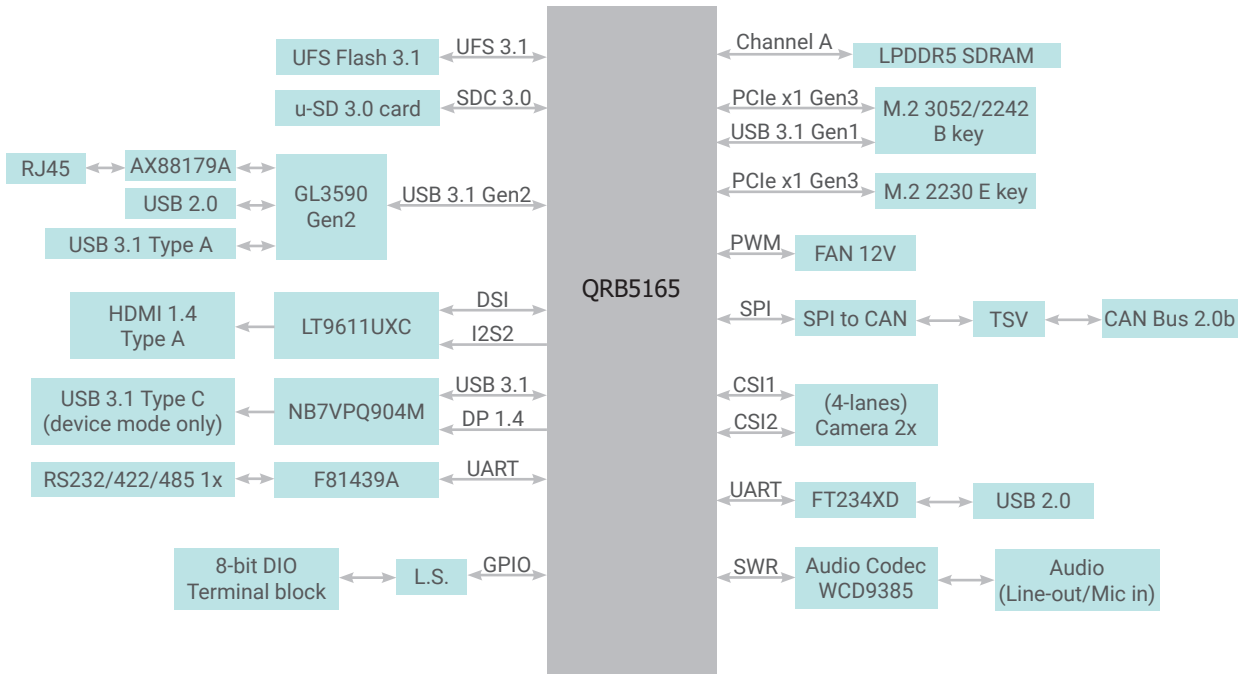 UFS Flash 3.1
UFS 3.1
u-SD 3.0 card
SDC 3.0
RJ45
AX88179A
USB 2.0
USB 3.1 Type A
GL3590
Gen2
USB 3.1 Gen2
HDMI 1.4
Type A
LT9611UXC
DSI
I2S2
USB 3.1 Type C
(device mode only)
NB7VPQ904M
USB 3.1
DP 1.4
RS232/422/485 1x
F81439A
UART
8-bit DIO
Terminal block
L.S.
GPIO
QRB5165
Channel A
LPDDR5 SDRAM
PCIe x1 Gen3
USB 3.1 Gen1
M.2 3052/2242
B key
PCIe x1 Gen3
M.2 2230 E key
PWM
FAN 12V
SPI
SPI to CAN
TSV
CAN Bus 2.0b
CSI1
CSI2
(4-lanes)
Camera 2x
UART
FT234XD
USB 2.0
SWR
Audio Codec
WCD9385
Audio
(Line-out/Mic in)